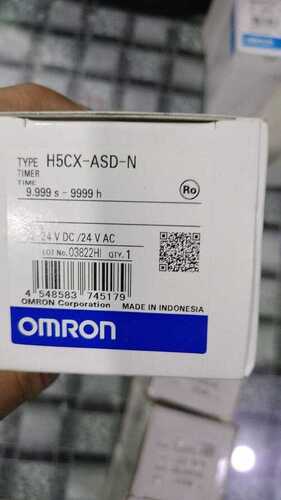 TYPE H5CX-ASD-N
TIMER
TIME
9.999 s - 9999 h
Ro
24 V DC /24 V AC
LOT No. 03822HI QTY. 1
4 548583 745179
OMRON Corporation MADE IN INDONESIA
OMRON